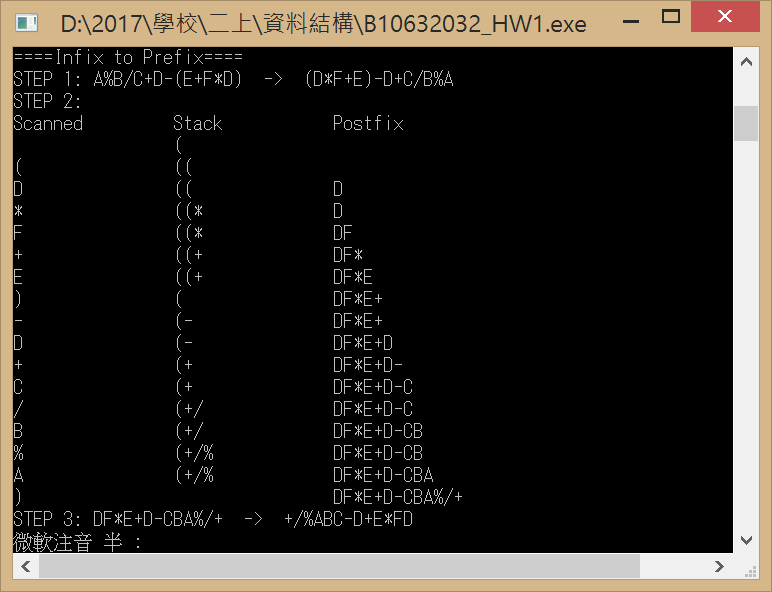 D:\2017\學校\二上\資料結構\B10632032_HW1.exe
====Infix to Prefix====
STEP 1: A%B/C+D-(E+F*D)  ->  (D*F+E)-D+C/B%A
STEP 2:
Scanned Stack Postfix
(
( ((
D (( D
* ((* D
F ((* DF
+ ((+ DF*
E ((+ DF*E
) ( DF*E+
- (- DF*E+
D (- DF*E+D
+ (+ DF*E+D-
C (+ DF*E+D-C
/ (+/ DF*E+D-C
B (+/ DF*E+D-CB
% (+/% DF*E+D-CB
A (+/% DF*E+D-CBA
) DF*E+D-CBA%/+
STEP 3: DF*E+D-CBA%/+  ->  +/%ABC-D+E*FD
微軟注音 半 :